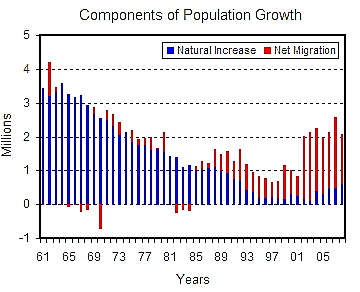 Components of Population Growth
Natural Increase Net Migration
5
4
3
2
1
0
-1
Millions
61 65 69 73 77 81 85 89 93 97 01 05
Years